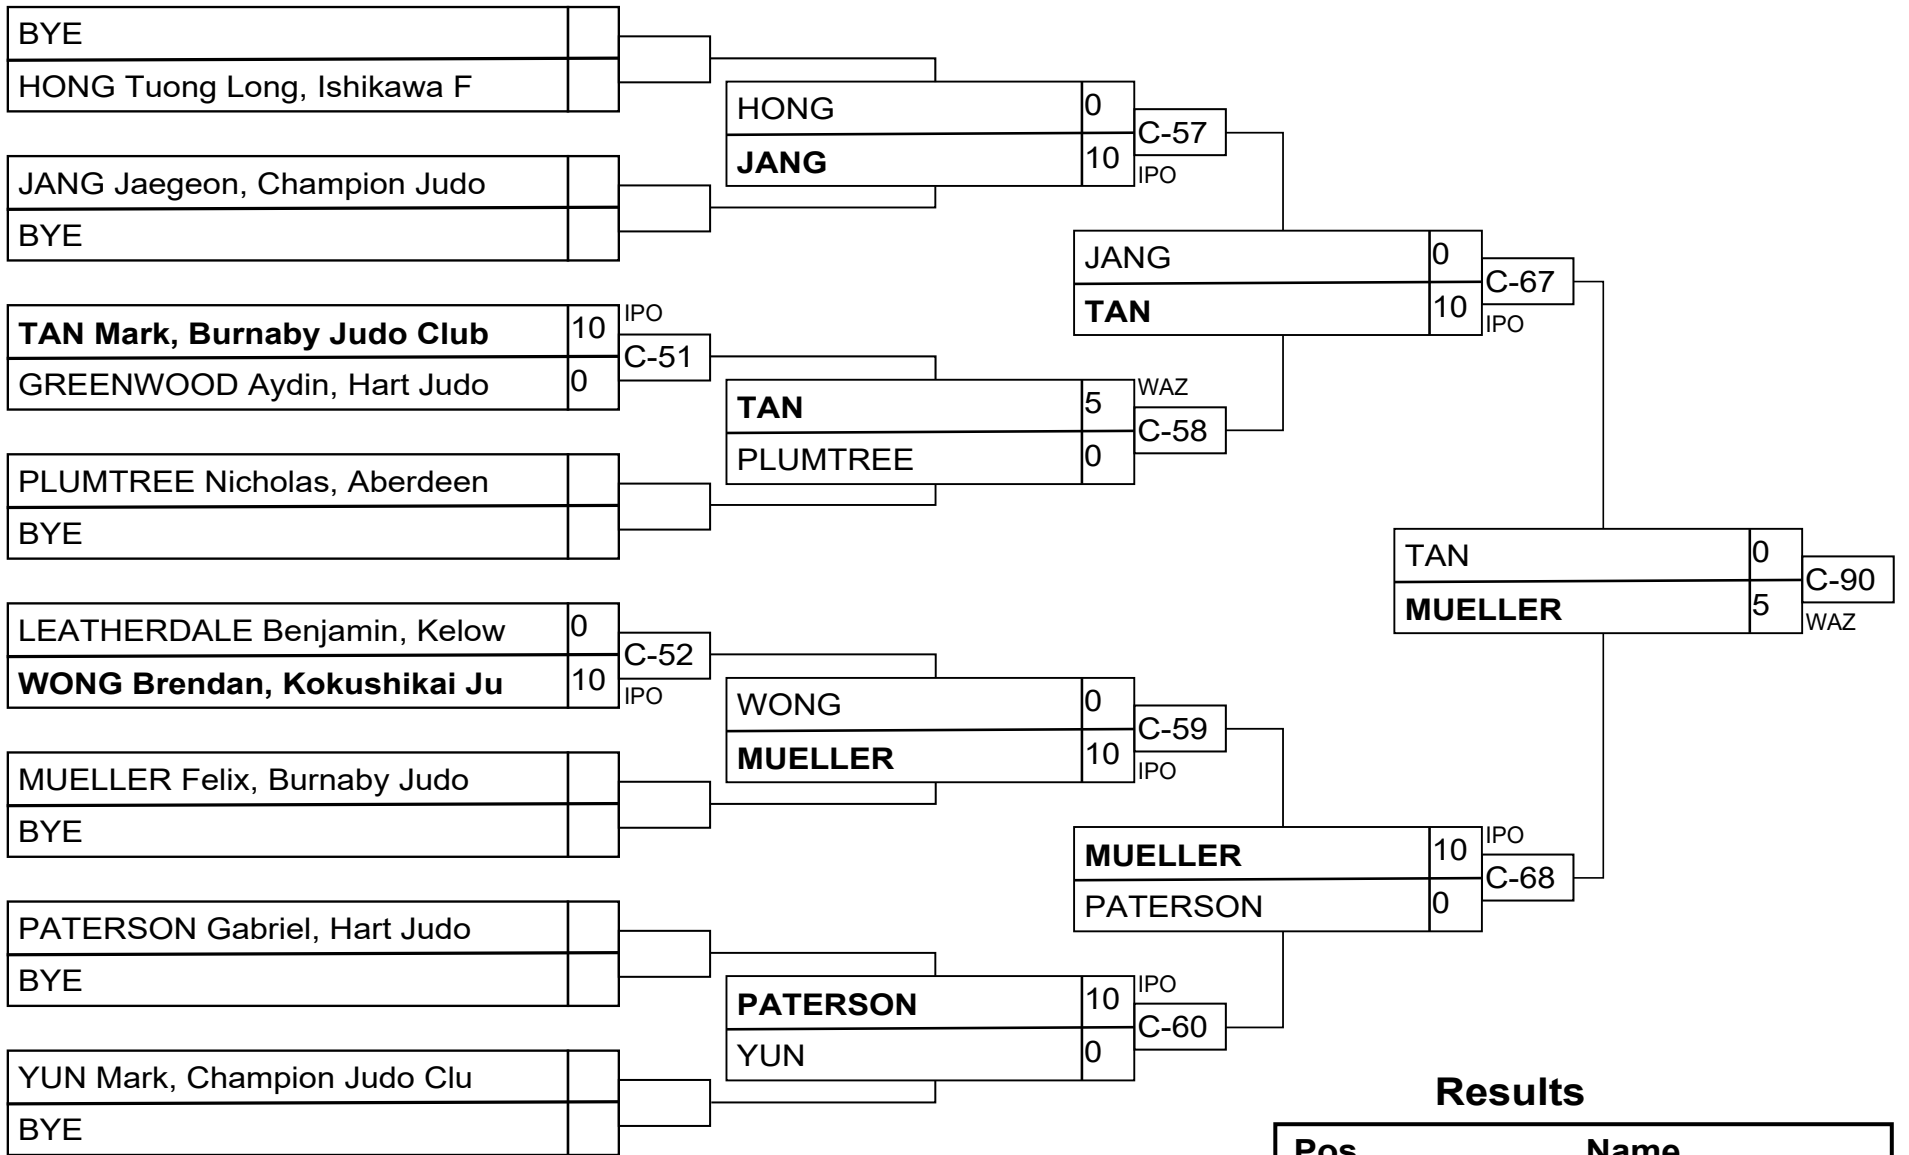 BYE
HONG Tuong Long, Ishikawa F
JANG Jaegeon, Champion Judo
BYE
TAN Mark, Burnaby Judo Club 10 IPO
C-51
GREENWOOD Aydin, Hart Judo 0
PLUMTREE Nicholas, Aberdeen
BYE
LEATHERDALE Benjamin, Kelow 0
C-52
WONG Brendan, Kokushikai Ju 10 IPO
MUELLER Felix, Burnaby Judo
BYE
PATERSON Gabriel, Hart Judo
BYE
YUN Mark, Champion Judo Clu
BYE
HONG 0
C-57
JANG 10 IPO
TAN 5 WAZ
C-58
PLUMTREE 0
WONG 0
C-59
MUELLER 10 IPO
PATERSON 10 IPO
C-60
YUN 0
JANG 0
C-67
TAN 10 IPO
MUELLER 10 IPO
C-68
PATERSON 0
TAN 0
C-90
MUELLER 5 WAZ
Results
Pos Name